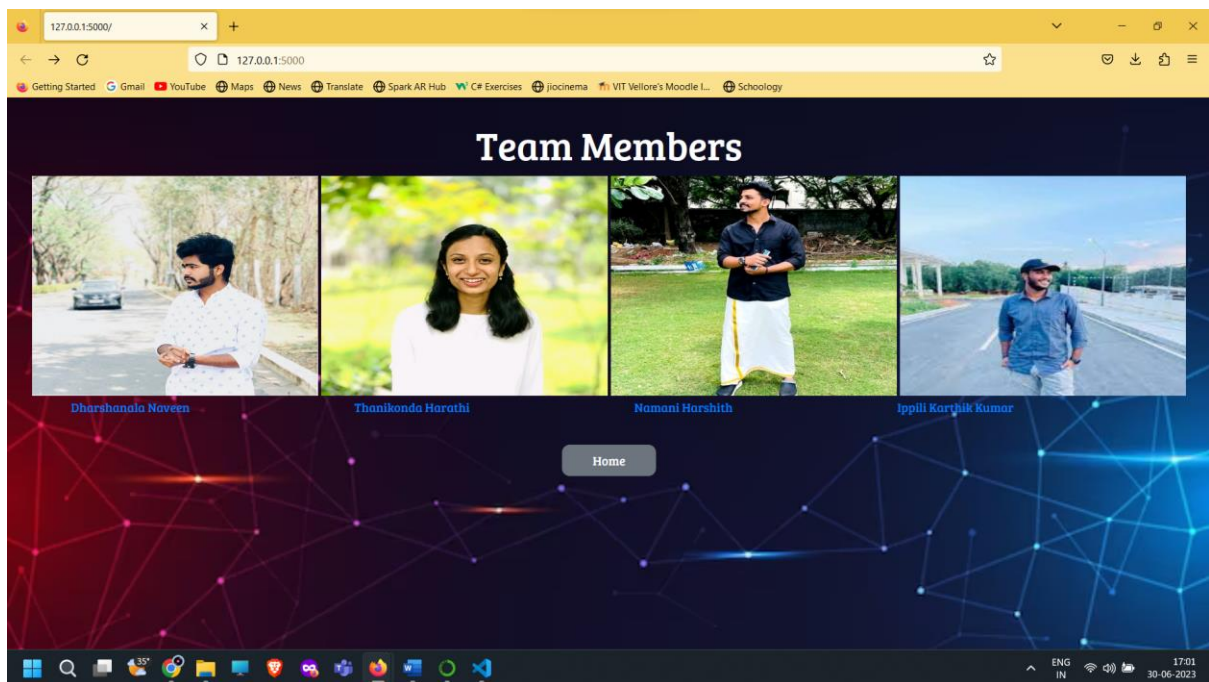 127.0.0.1:5000/
127.0.0.1:5000
Getting Started Gmail YouTube Maps News Translate Spark AR Hub C# Exercises jiocinema VIT Vellore's Moodle l... Schoology
Team Members
Dharshanala Naveen Thanikonda Harathi Namani Harshith Ippili Karthik Kumar
Home
35°
ENG
IN
17:01
30-06-2023